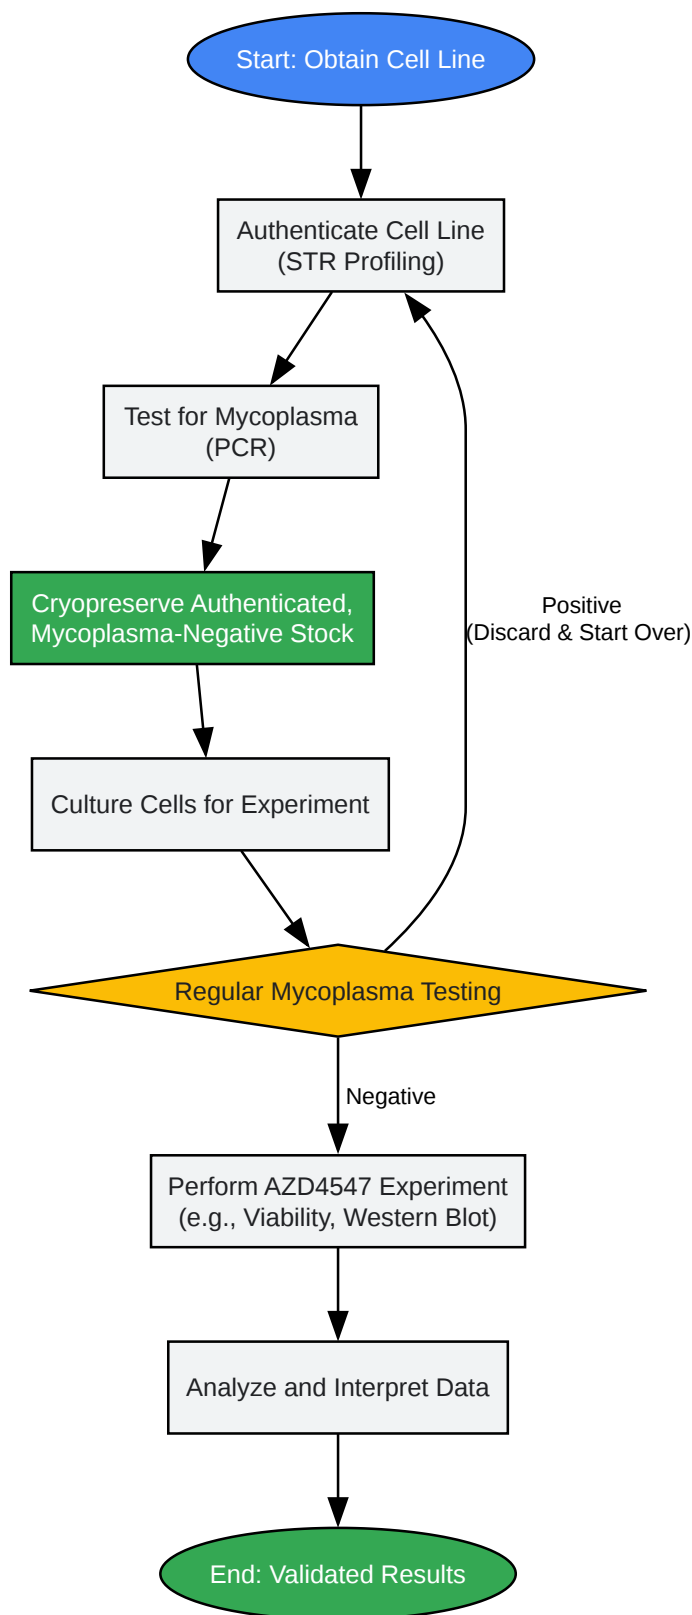 Start: Obtain Cell Line
Authenticate Cell Line
(STR Profiling)
Test for Mycoplasma
(PCR)
Cryopreserve Authenticated,
Mycoplasma-Negative Stock
Positive
(Discard & Start Over)
Culture Cells for Experiment
Regular Mycoplasma Testing
Negative
Perform AZD4547 Experiment
(e.g., Viability, Western Blot)
Analyze and Interpret Data
End: Validated Results